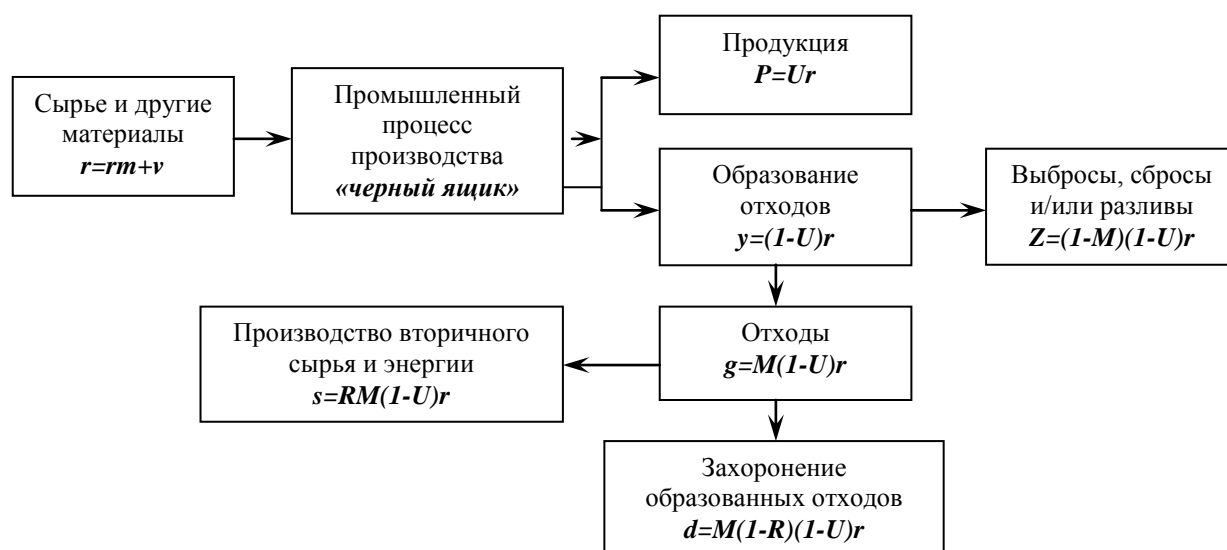 Сырье и другие
материалы
r=rm+v
Промышленный
процесс
производства
«черный ящик»
Продукция
P=Ur
Образование
отходов
y=(1-U)r
Выбросы, сбросы
и/или разливы
Z=(1-M)(1-U)r
Производство вторичного
сырья и энергии
s=RM(1-U)r
Отходы
g=M(1-U)r
Захоронение
образованных отходов
d=M(1-R)(1-U)r